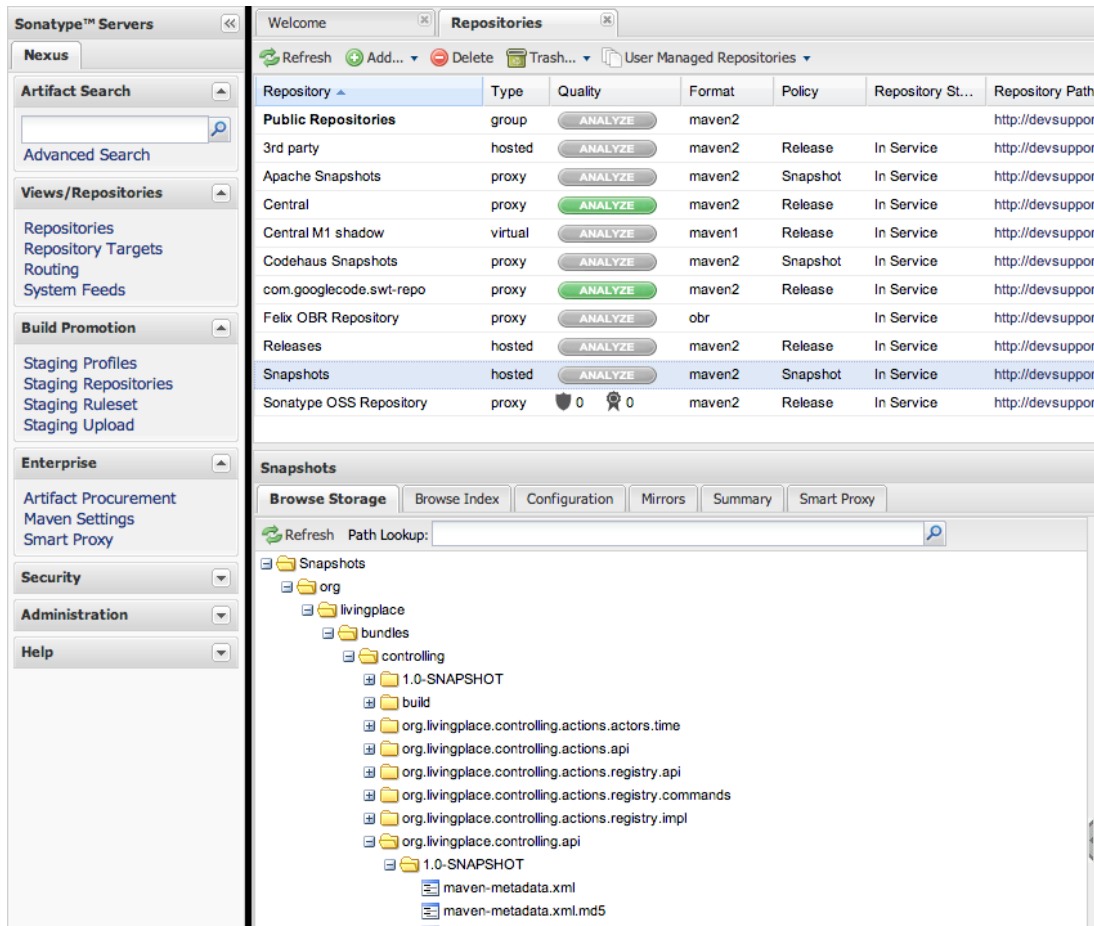 Sonatype™ Servers
Nexus
Artifact Search
Advanced Search
Views/Repositories
Repositories
Repository Targets
Routing
System Feeds
Build Promotion
Staging Profiles
Staging Repositories
Staging Ruleset
Staging Upload
Enterprise
Artifact Procurement
Maven Settings
Smart Proxy
Security
Administration
Help
Welcome Repositories
Refresh Add... Delete Trash... User Managed Repositories
Repository Type Quality Format Policy Repository St... Repository Path
Public Repositories group ANALYZE maven2 http://devsuppor
3rd party hosted ANALYZE maven2 Release In Service http://devsuppor
Apache Snapshots proxy ANALYZE maven2 Snapshot In Service http://devsuppor
Central proxy ANALYZE maven2 Release In Service http://devsuppor
Central M1 shadow virtual ANALYZE maven1 Release In Service http://devsuppor
Codehaus Snapshots proxy ANALYZE maven2 Snapshot In Service http://devsuppor
com.googlecode.swt-repo proxy ANALYZE maven2 Release In Service http://devsuppor
Felix OBR Repository proxy ANALYZE obr In Service http://devsuppor
Releases hosted ANALYZE maven2 Release In Service http://devsuppor
Snapshots hosted ANALYZE maven2 Snapshot In Service http://devsuppor
Sonatype OSS Repository proxy 0 0 maven2 Release In Service http://devsuppor
Snapshots
Browse Storage Browse Index Configuration Mirrors Summary Smart Proxy
Refresh Path Lookup:
Snapshots
org
livingplace
bundles
controlling
1.0-SNAPSHOT
build
org.livingplace.controlling.actions.actors.time
org.livingplace.controlling.actions.api
org.livingplace.controlling.actions.registry.api
org.livingplace.controlling.actions.registry.commands
org.livingplace.controlling.actions.registry.impl
org.livingplace.controlling.api
1.0-SNAPSHOT
maven-metadata.xml
maven-metadata.xml.md5